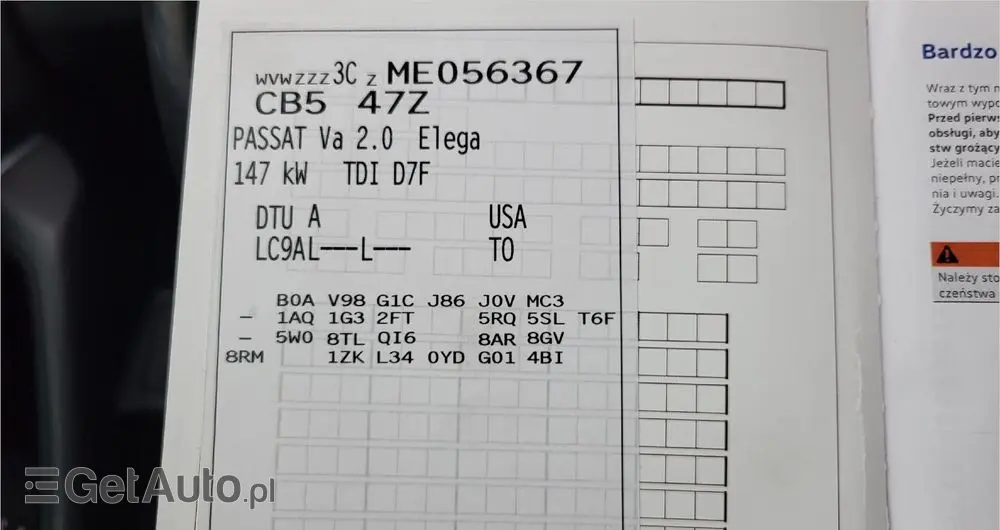 WVWZZZ3C Z ME056367
CB5 47Z
PASSAT Va 2.0 Elega
147 kW TDI D7F
DTU A USA
LC9AL---L--- TO
B0A V98 G1C J86 J0V MC3
- 1AQ 1G3 2FT 5RQ 5SL T6F
- 5W0 8TL QI6 8AR 8GV
8RM 1ZK L34 0YD G01 4BI
Bardzo
Wraz z tym
towym wypo
Przed pierws
obsługi, aby
stw grożący
Jeżeli macie
niepełny, pr
nia i uwagi.
Życzymy za
Należy sto
czeństwa
GetAuto.pl